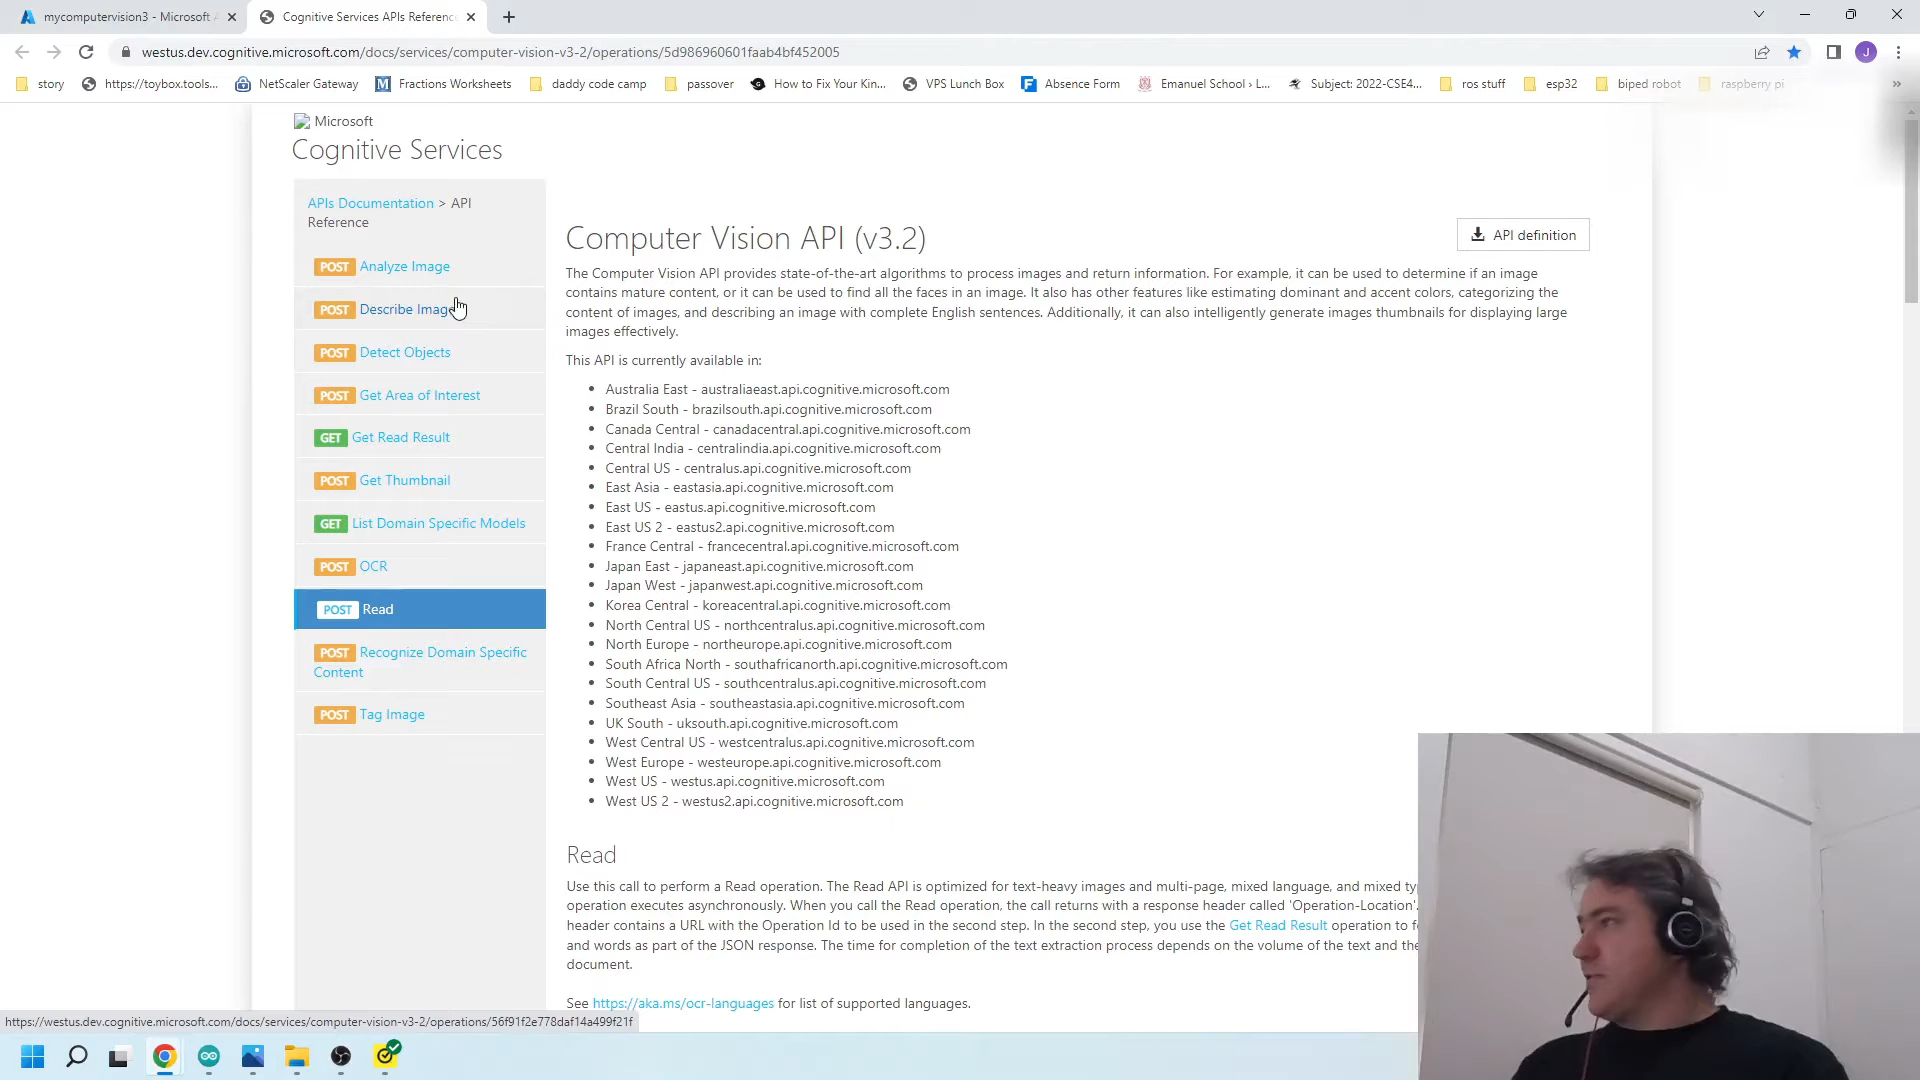 mycomputervision3 - Microsoft
Cognitive Services APIs Reference
westus.dev.cognitive.microsoft.com/docs/services/computer-vision-v3-2/operations/5d986960601faab4bf452005
J
story
https://toybox.tools...
NetScaler Gateway
Fractions Worksheets
daddy code camp
passover
How to Fix Your Kin...
VPS Lunch Box
Absence Form
Emanuel School › L...
Subject: 2022-CSE4...
ros stuff
esp32
biped robot
raspberry pi
»
Microsoft
Cognitive Services
APIs Documentation > API
Reference
POST Analyze Image
POST Describe Image
POST Detect Objects
POST Get Area of Interest
GET Get Read Result
POST Get Thumbnail
GET List Domain Specific Models
POST OCR
POST Read
POST Recognize Domain Specific
Content
POST Tag Image
Computer Vision API (v3.2)
API definition
The Computer Vision API provides state-of-the-art algorithms to process images and return information. For example, it can be used to determine if an image
contains mature content, or it can be used to find all the faces in an image. It also has other features like estimating dominant and accent colors, categorizing the
content of images, and describing an image with complete English sentences. Additionally, it can also intelligently generate images thumbnails for displaying large
images effectively.
This API is currently available in:
• Australia East - australiaeast.api.cognitive.microsoft.com
• Brazil South - brazilsouth.api.cognitive.microsoft.com
• Canada Central - canadacentral.api.cognitive.microsoft.com
• Central India - centralindia.api.cognitive.microsoft.com
• Central US - centralus.api.cognitive.microsoft.com
• East Asia - eastasia.api.cognitive.microsoft.com
• East US - eastus.api.cognitive.microsoft.com
• East US 2 - eastus2.api.cognitive.microsoft.com
• France Central - francecentral.api.cognitive.microsoft.com
• Japan East - japaneast.api.cognitive.microsoft.com
• Japan West - japanwest.api.cognitive.microsoft.com
• Korea Central - koreacentral.api.cognitive.microsoft.com
• North Central US - northcentralus.api.cognitive.microsoft.com
• North Europe - northeurope.api.cognitive.microsoft.com
• South Africa North - southafricanorth.api.cognitive.microsoft.com
• South Central US - southcentralus.api.cognitive.microsoft.com
• Southeast Asia - southeastasia.api.cognitive.microsoft.com
• UK South - uksouth.api.cognitive.microsoft.com
• West Central US - westcentralus.api.cognitive.microsoft.com
• West Europe - westeurope.api.cognitive.microsoft.com
• West US - westus.api.cognitive.microsoft.com
• West US 2 - westus2.api.cognitive.microsoft.com
Read
Use this call to perform a Read operation. The Read API is optimized for text-heavy images and multi-page, mixed language, and mixed ty
operation executes asynchronously. When you call the Read operation, the call returns with a response header called 'Operation-Location'.
header contains a URL with the Operation Id to be used in the second step. In the second step, you use the Get Read Result operation to f
and words as part of the JSON response. The time for completion of the text extraction process depends on the volume of the text and the
document.
See https://aka.ms/ocr-languages for list of supported languages.
https://westus.dev.cognitive.microsoft.com/docs/services/computer-vision-v3-2/operations/56f91f2e778daf14a499f21f